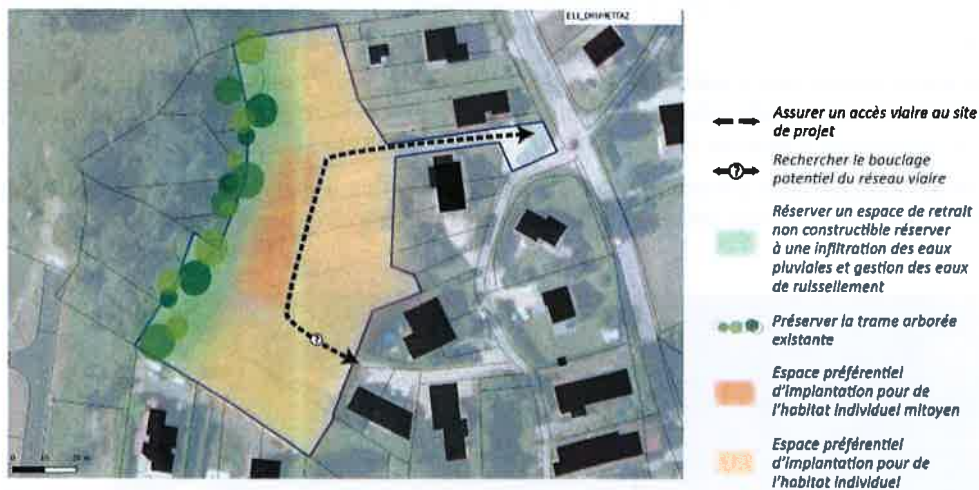 Assurer un accès viaire au site
de projet
?
Rechercher le bouclage
potentiel du réseau viaire
Réserver un espace de retrait
non constructible réserver
à une infiltration des eaux
pluviales et gestion des eaux
de ruissellement
Préserver la trame arborée
existante
Espace préférentiel
d'implantation pour de
l'habitat individuel mitoyen
Espace préférentiel
d'implantation pour de
l'habitat individuel
?